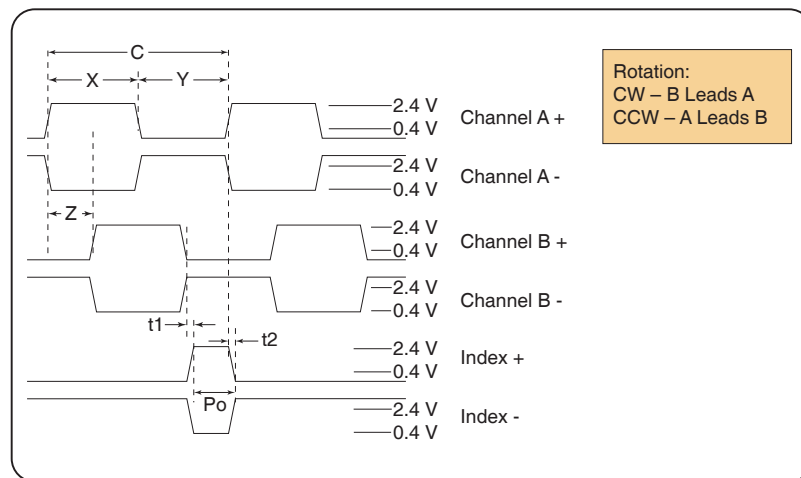 C
X Y
Rotation:
CW – B Leads A
CCW – A Leads B
2.4 V
0.4 V
Channel A +
2.4 V
0.4 V
Channel A -
Z
2.4 V
0.4 V
Channel B +
2.4 V
0.4 V
Channel B -
t1
t2
2.4 V
0.4 V
Index +
Po
2.4 V
0.4 V
Index -